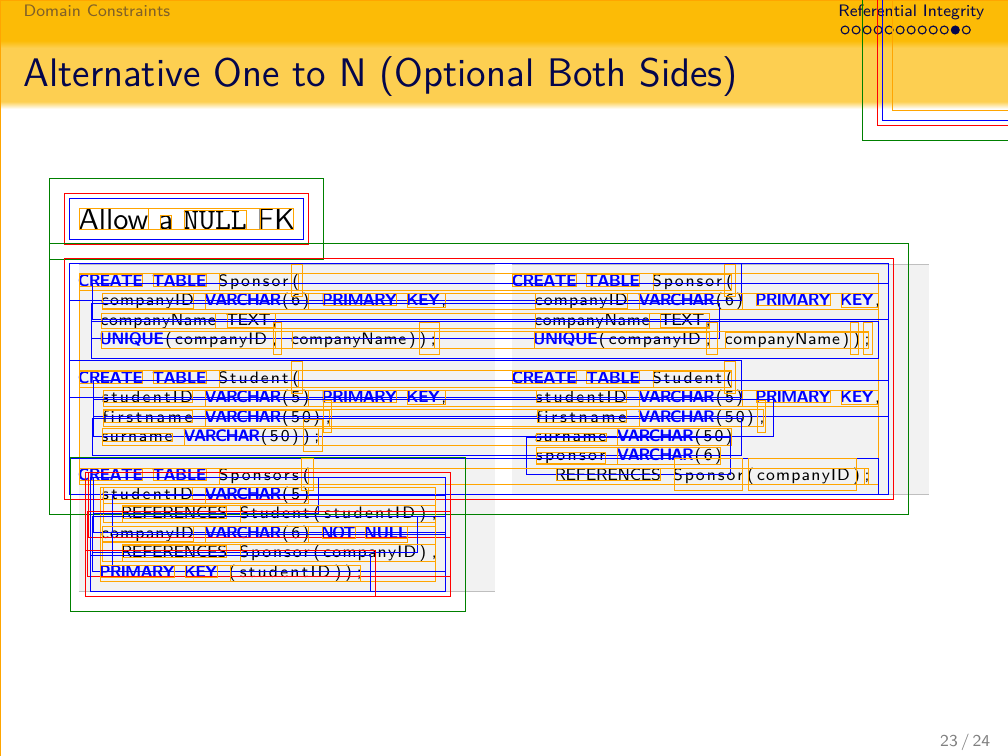 Domain Constraints
Referential Integrity
Alternative One to N (Optional Both Sides)
Allow a NULL FK
CREATE TABLE Sponsor(
companyID VARCHAR(6) PRIMARY KEY,
companyName TEXT,
UNIQUE(companyID, companyName));
CREATE TABLE Student(
studentID VARCHAR(5) PRIMARY KEY,
firstname VARCHAR(50),
surname VARCHAR(50));
CREATE TABLE Sponsors(
studentID VARCHAR(5)
REFERENCES Student(studentID),
companyID VARCHAR(6) NOT NULL
REFERENCES Sponsor(companyID),
PRIMARY KEY (studentID));
CREATE TABLE Sponsor(
companyID VARCHAR(6) PRIMARY KEY,
companyName TEXT,
UNIQUE(companyID, companyName));
CREATE TABLE Student(
studentID VARCHAR(5) PRIMARY KEY,
firstname VARCHAR(50),
surname VARCHAR(50)
sponsor VARCHAR(6)
REFERENCES Sponsor(companyID);
23 / 24